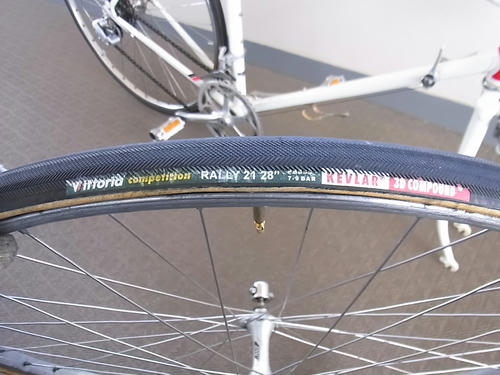 Vittoria competition RALLY 21 28" 7-9 BAR KEVLAR 3D COMPOUND